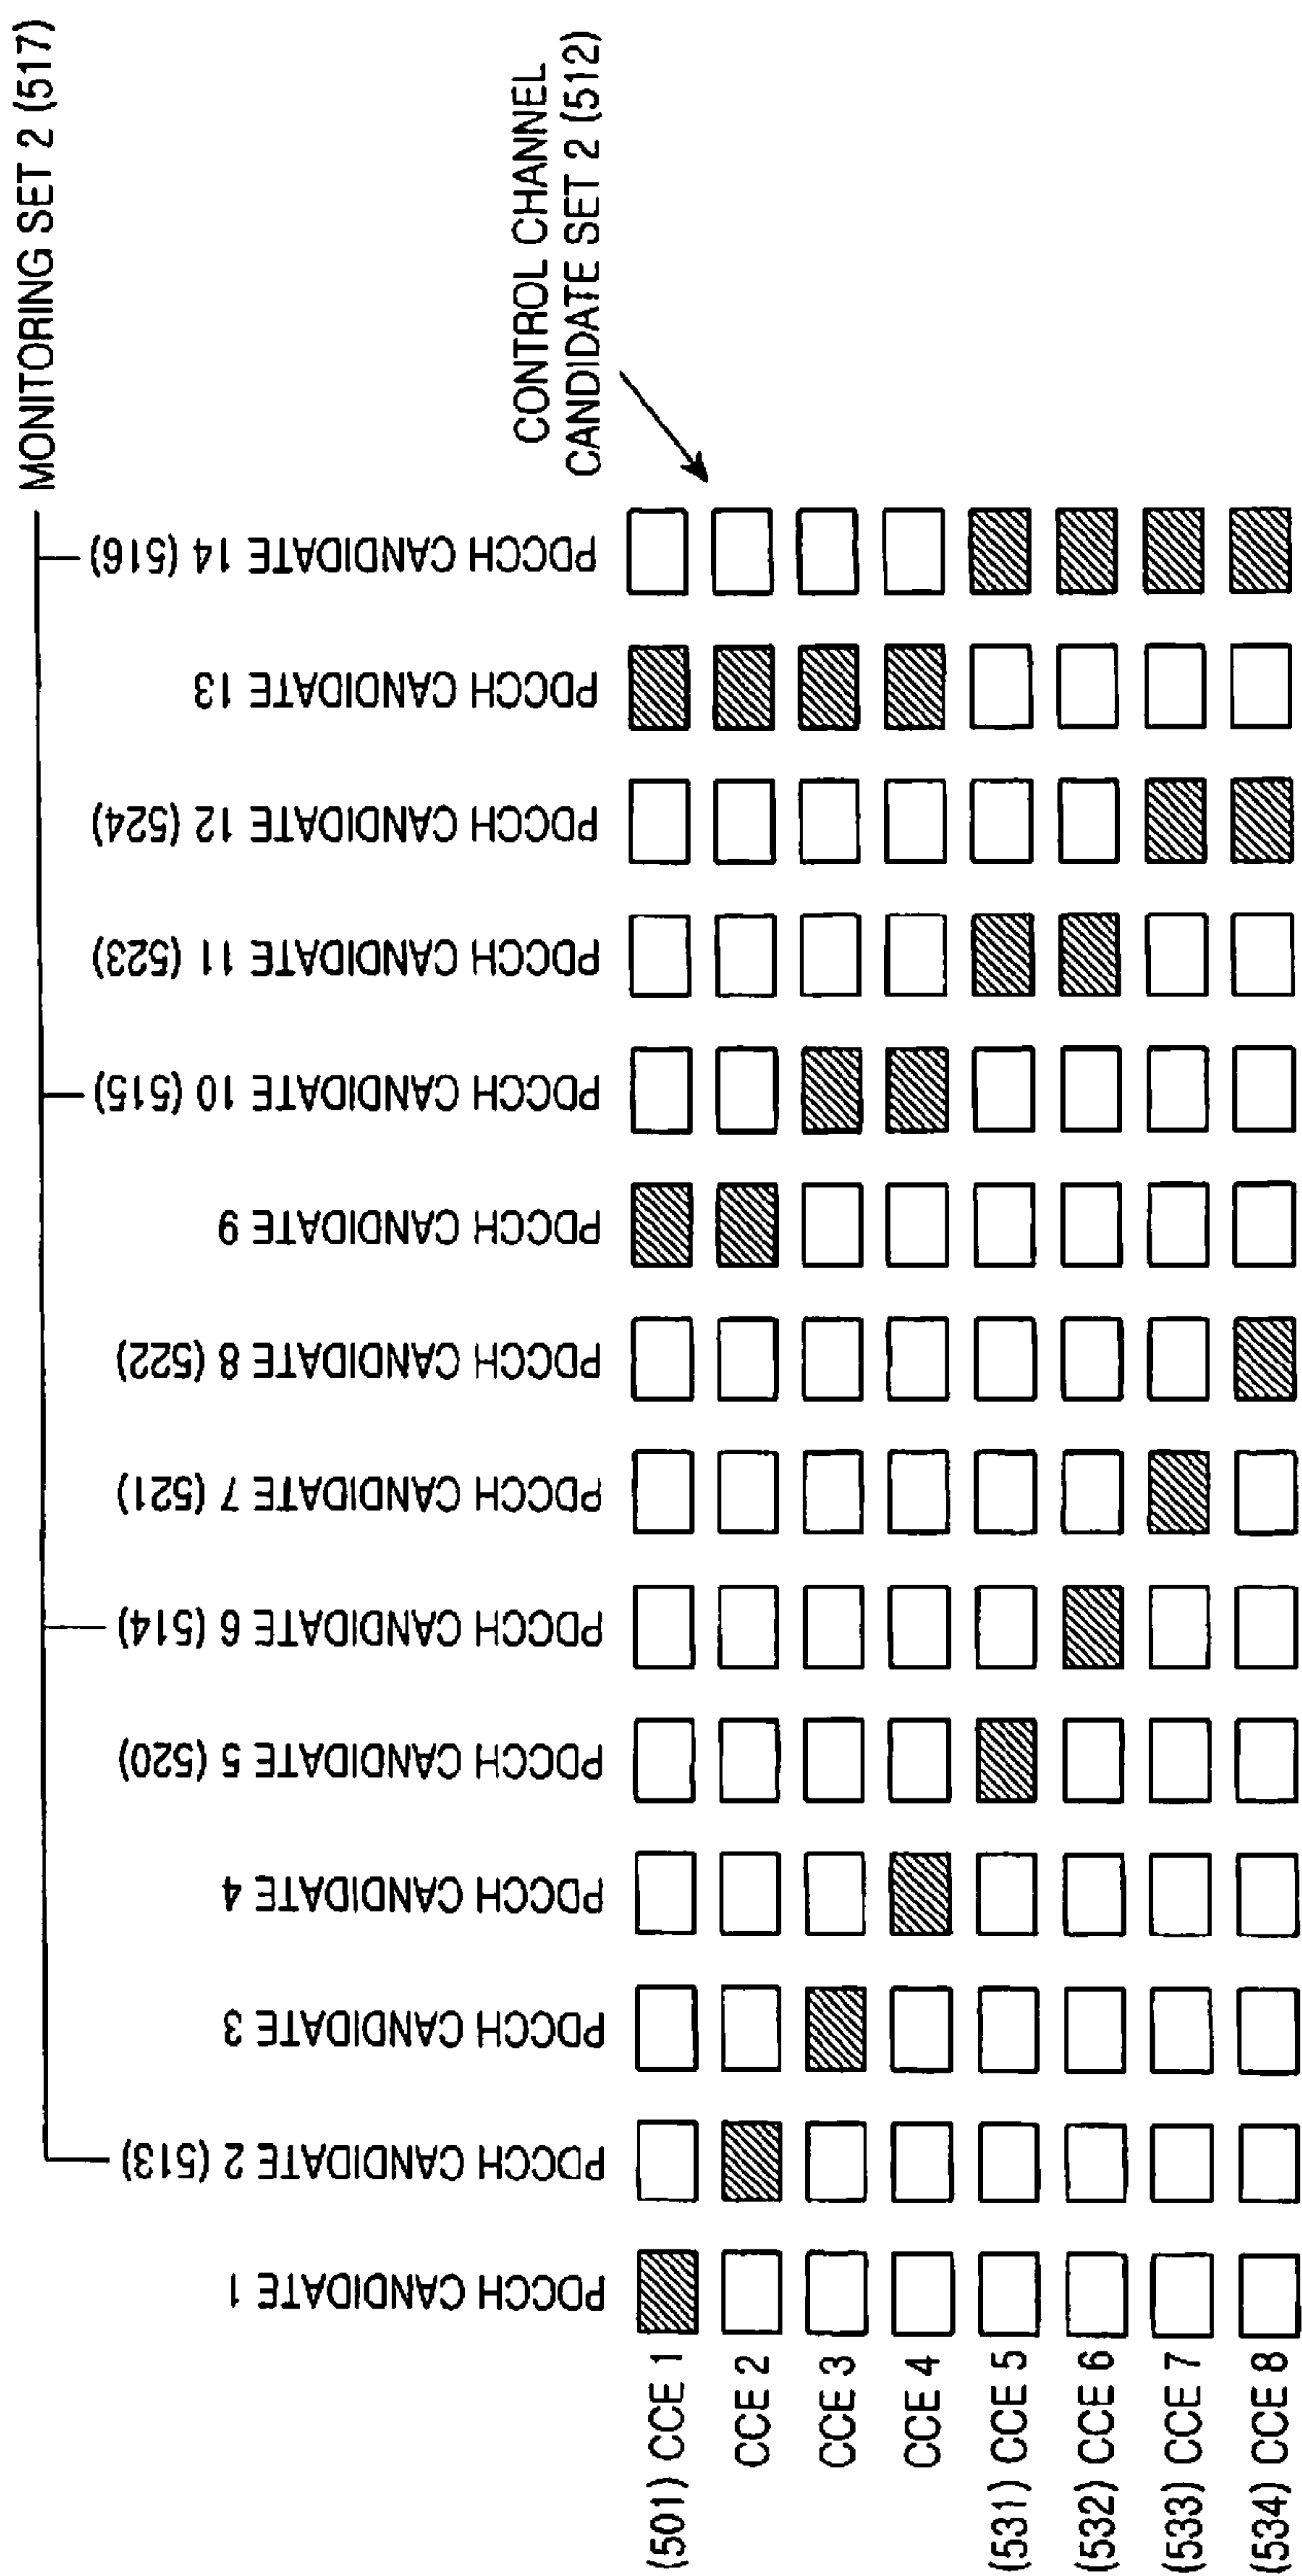 MONITORING SET 2 (517)
CONTROL CHANNEL
CANDIDATE SET 2 (512)
PDCCH CANDIDATE 1
PDCCH CANDIDATE 2 (513)
PDCCH CANDIDATE 3
PDCCH CANDIDATE 4
PDCCH CANDIDATE 5 (520)
PDCCH CANDIDATE 6 (514)
PDCCH CANDIDATE 7 (521)
PDCCH CANDIDATE 8 (522)
PDCCH CANDIDATE 9
PDCCH CANDIDATE 10 (515)
PDCCH CANDIDATE 11 (523)
PDCCH CANDIDATE 12 (524)
PDCCH CANDIDATE 13
PDCCH CANDIDATE 14 (516)
(501) CCE 1
CCE 2
CCE 3
CCE 4
(531) CCE 5
(532) CCE 6
(533) CCE 7
(534) CCE 8